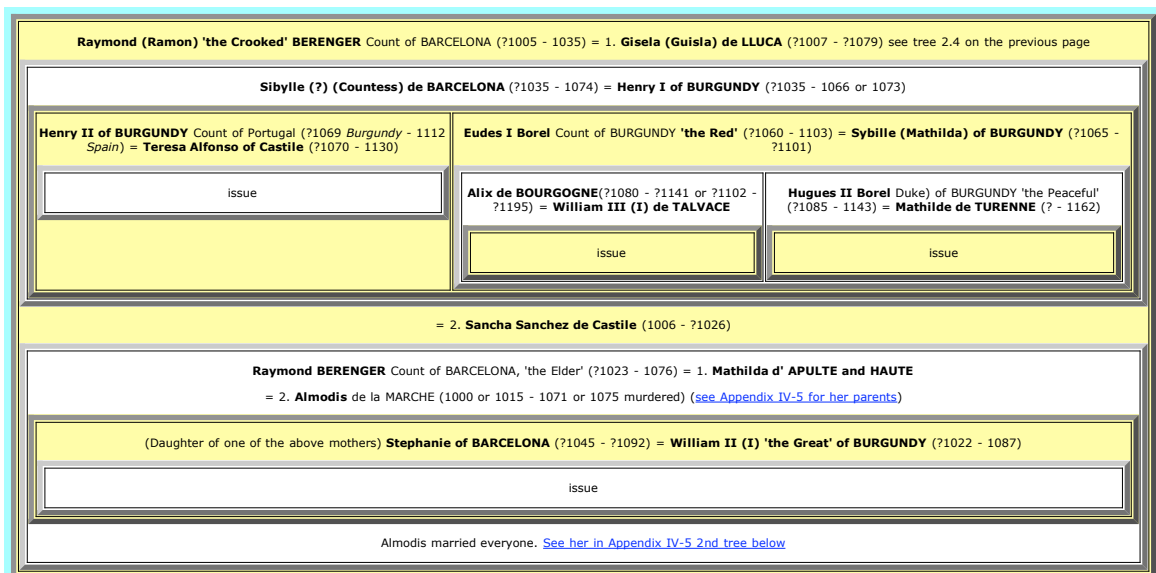 Raymond (Ramon) 'the Crooked' BERENGER Count of BARCELONA (?1005 - 1035) = 1. Gisela (Guisla) de LLUCA (?1007 - ?1079) see tree 2.4 on the previous page
Sibylle (?) (Countess) de BARCELONA (?1035 - 1074) = Henry I of BURGUNDY (?1035 - 1066 or 1073)
Henry II of BURGUNDY Count of Portugal (?1069 Burgundy - 1112
Spain) = Teresa Alfonso of Castile (?1070 - 1130)
issue
Eudes I Borel Count of BURGUNDY 'the Red' (?1060 - 1103) = Sybille (Mathilda) of BURGUNDY (?1065 -
?1101)
Alix de BOURGOGNE(?1080 - ?1141 or ?1102 -
?1195) = William III (I) de TALVACE
issue
Hugues II Borel Duke) of BURGUNDY 'the Peaceful'
(?1085 - 1143) = Mathilde de TURENNE (? - 1162)
issue
= 2. Sancha Sanchez de Castile (1006 - ?1026)
Raymond BERENGER Count of BARCELONA, 'the Elder' (?1023 - 1076) = 1. Mathilda d' APULTE and HAUTE
= 2. Almodis de la MARCHE (1000 or 1015 - 1071 or 1075 murdered) (see Appendix IV-5 for her parents)
(Daughter of one of the above mothers) Stephanie of BARCELONA (?1045 - ?1092) = William II (I) 'the Great' of BURGUNDY (?1022 - 1087)
issue
Almodis married everyone. See her in Appendix IV-5 2nd tree below